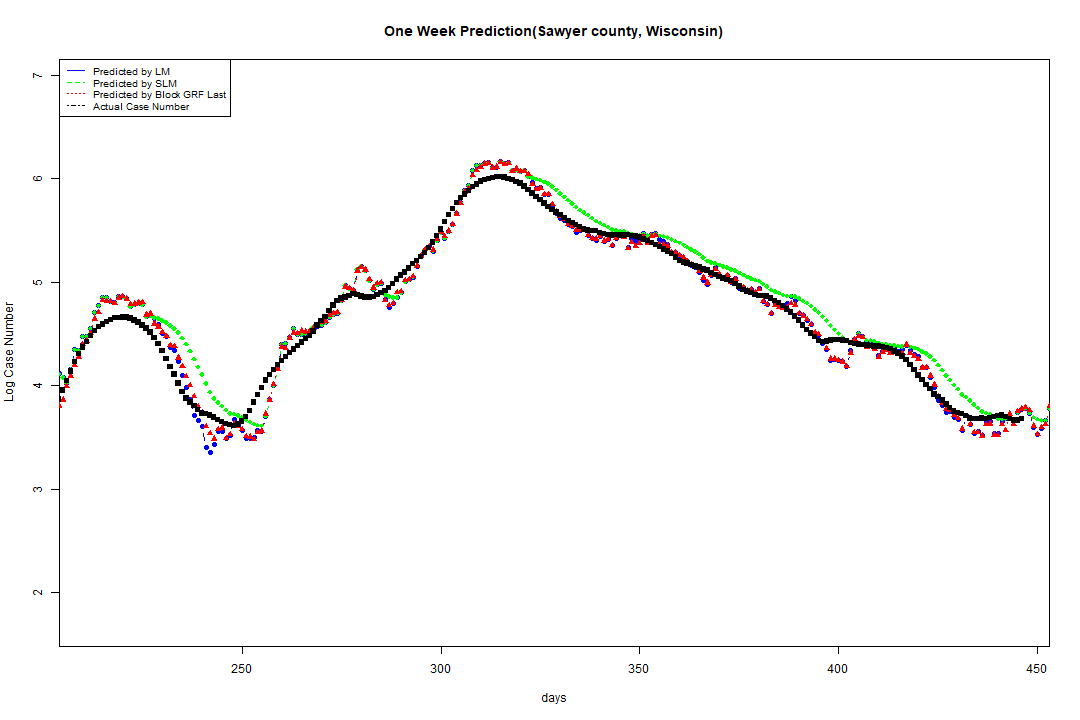 One Week Prediction(Sawyer county, Wisconsin)
Predicted by LM
Predicted by SLM
Predicted by Block GRF Last
Actual Case Number
7
6
5
4
3
2
Log Case Number
250 300 350 400 450
days